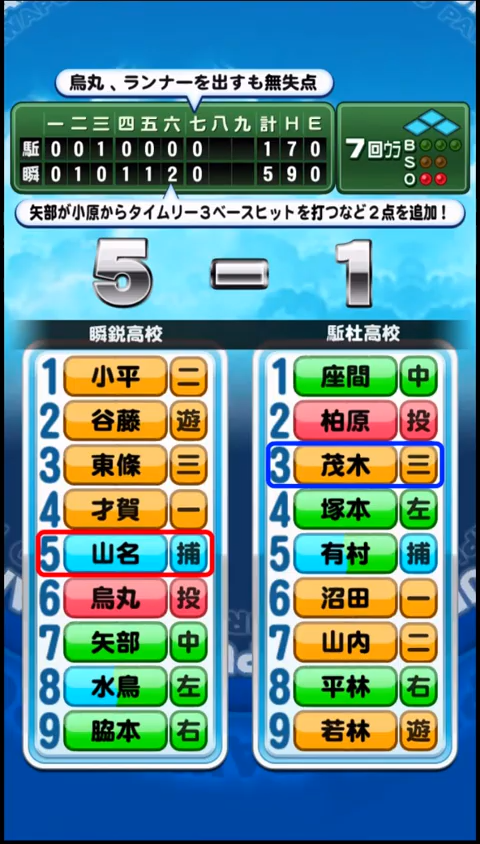 烏丸、ランナーを出すも無失点
一 二 三 四 五 六 七 八 九 計 H E
駈 0 0 1 0 0 0 0 1 7 0
瞬 0 1 0 1 1 2 0 5 9 0
7回ウラ
B
S
O
矢部が小原からタイムリー3ベースヒットを打つなど2点を追加!
5 - 1
瞬鋭高校
1 小平 二
2 谷藤 遊
3 東條 三
4 才賀 一
5 山名 捕
6 烏丸 投
7 矢部 中
8 水鳥 左
9 脇本 右
駈杜高校
1 座間 中
2 柏原 投
3 茂木 三
4 塚本 左
5 有村 捕
6 沼田 一
7 山内 二
8 平林 右
9 若林 遊